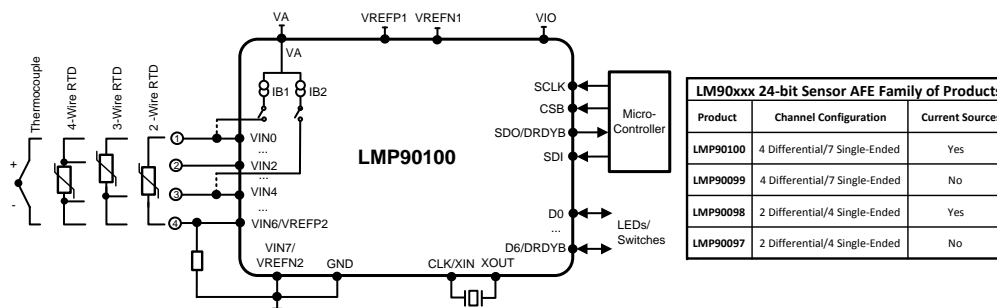 VA
VREFP1
VREFN1
VIO
VA
IB1
IB2
Thermocouple
4-Wire RTD
3-Wire RTD
2 -Wire RTD
+
-
1
2
3
4
VIN0
...
VIN2
...
VIN4
...
VIN6/VREFP2
VIN7/
VREFN2
GND
CLK/XIN
XOUT
LMP90100
SCLK
CSB
SDO/DRDYB
SDI
D0
...
D6/DRDYB
Micro-
Controller
LEDs/
Switches
LM90xxx 24-bit Sensor AFE Family of Products
Product Channel Configuration Current Sources
LMP90100 4 Differential/7 Single-Ended Yes
LMP90099 4 Differential/7 Single-Ended No
LMP90098 2 Differential/4 Single-Ended Yes
LMP90097 2 Differential/4 Single-Ended No